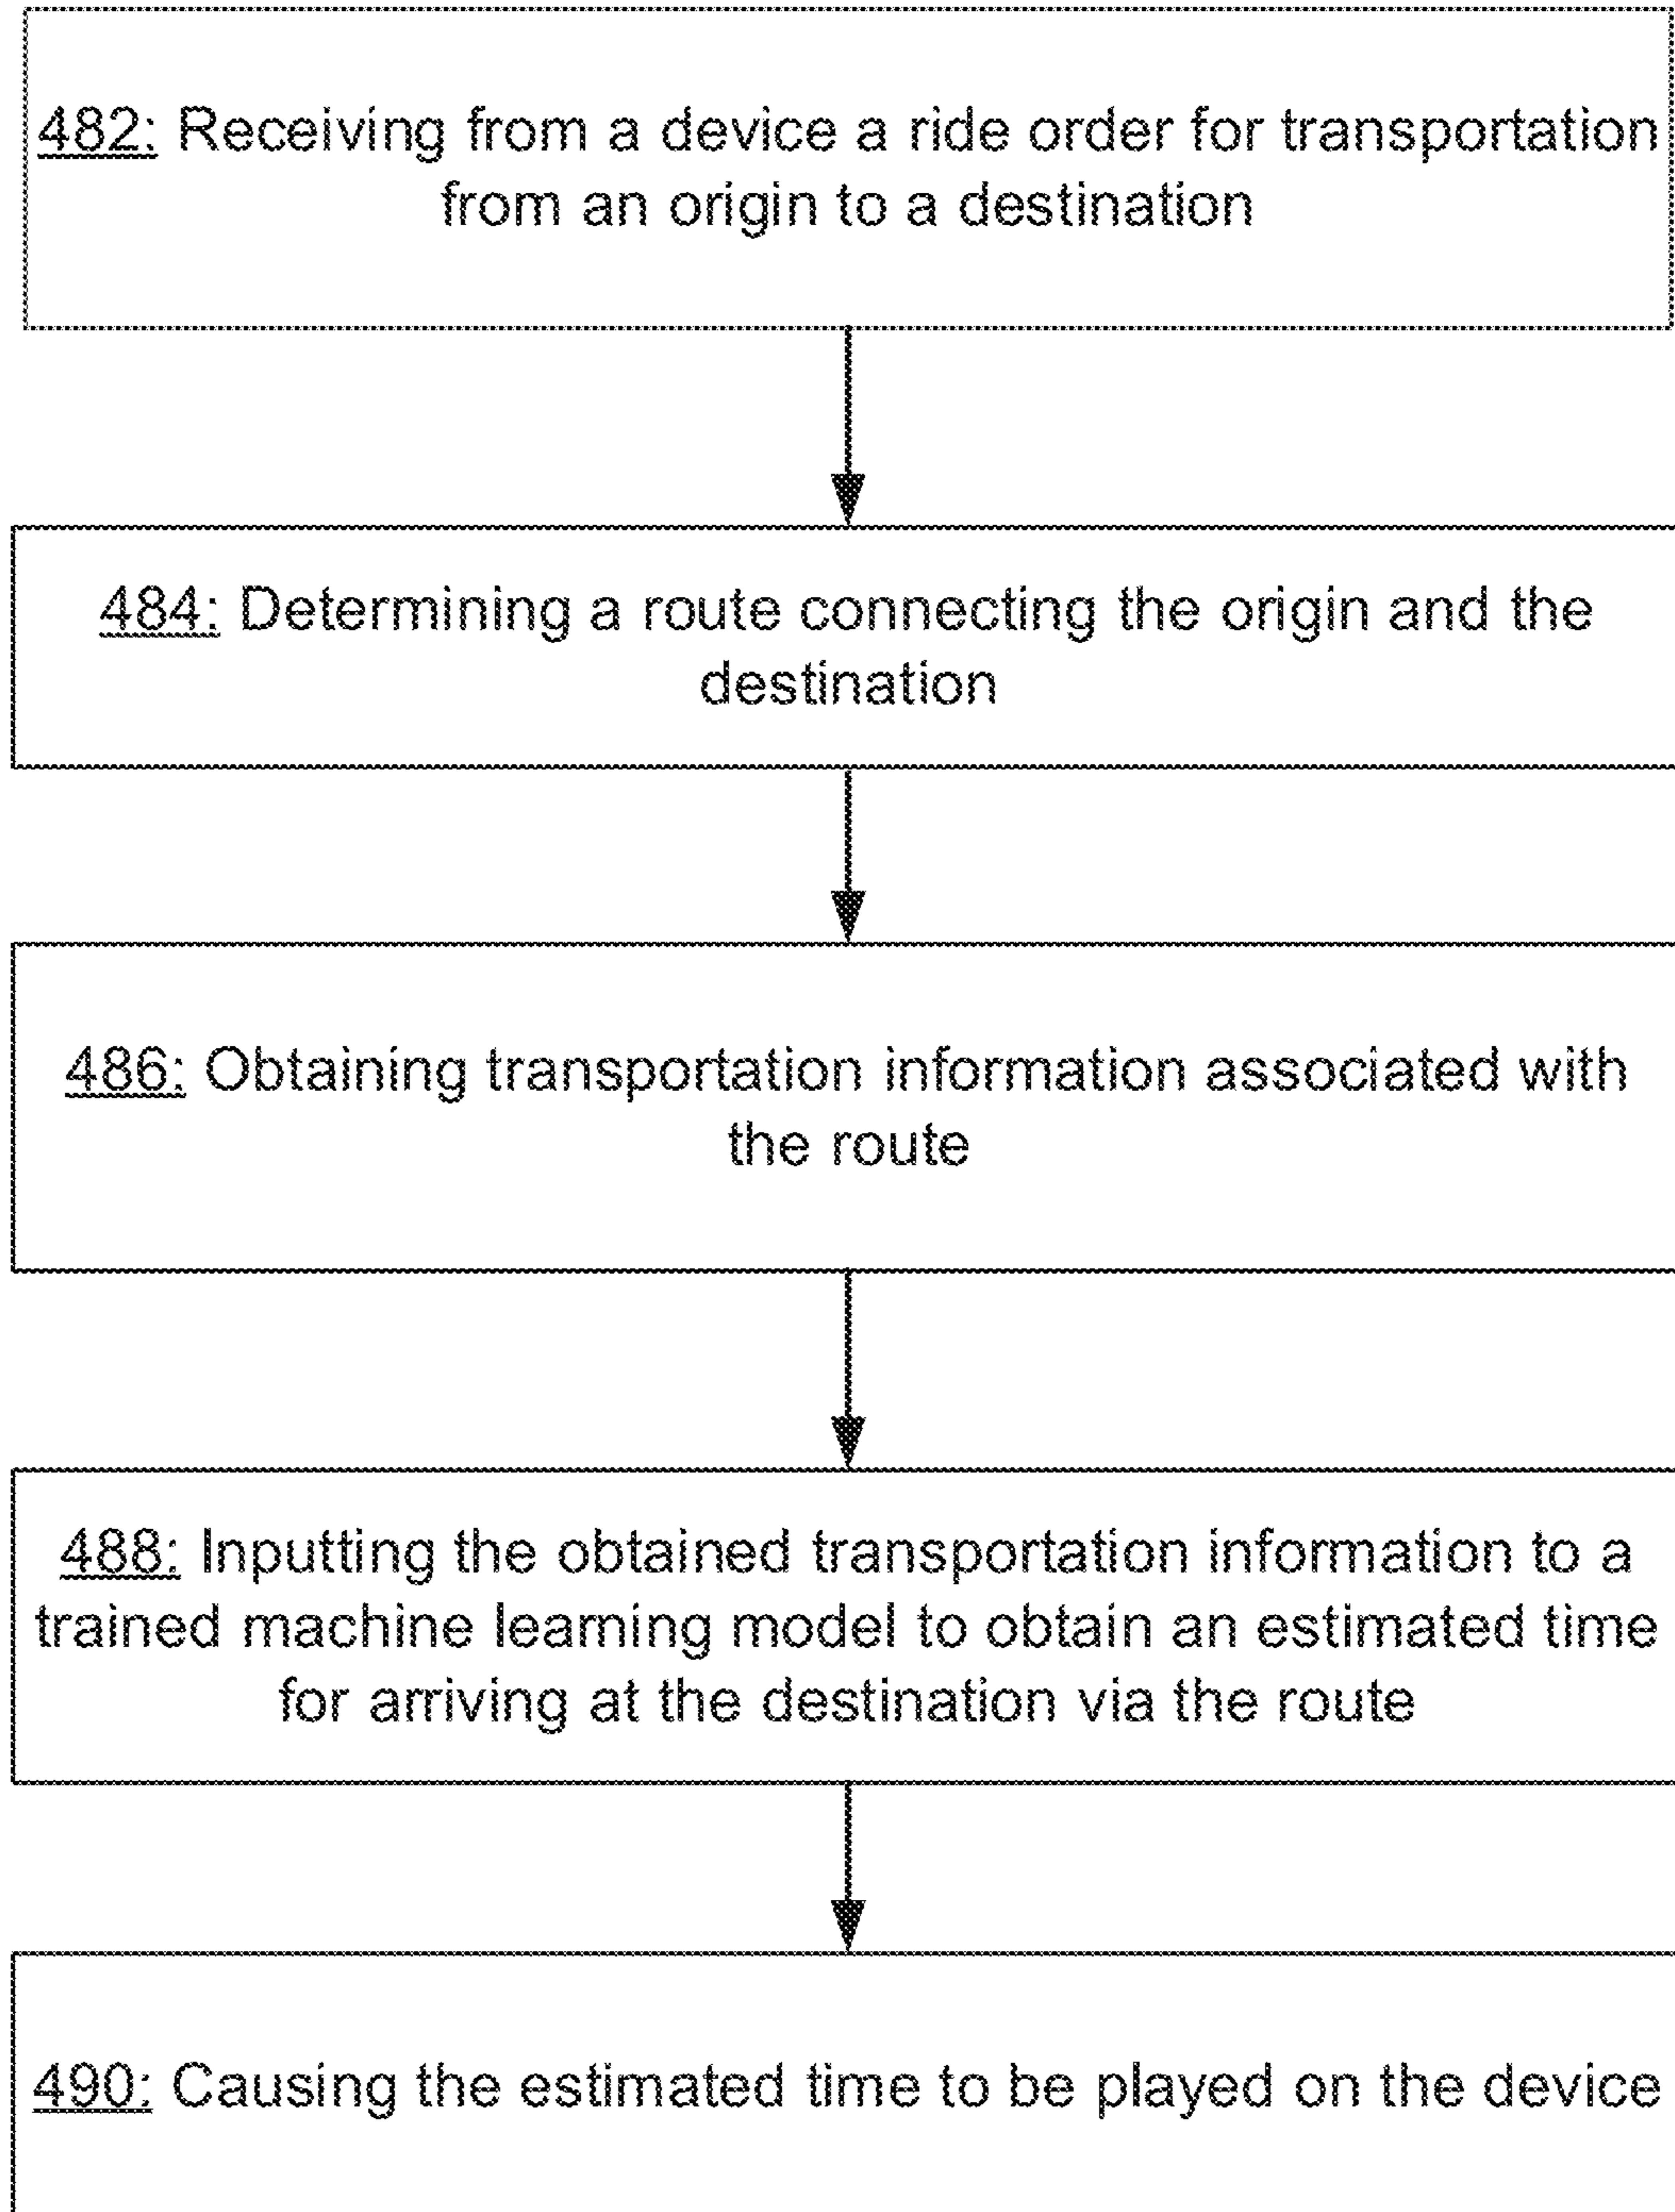 482: Receiving from a device a ride order for transportation
from an origin to a destination
484: Determining a route connecting the origin and the
destination
486: Obtaining transportation information associated with
the route
488: Inputting the obtained transportation information to a
trained machine learning model to obtain an estimated time
for arriving at the destination via the route
490: Causing the estimated time to be played on the device